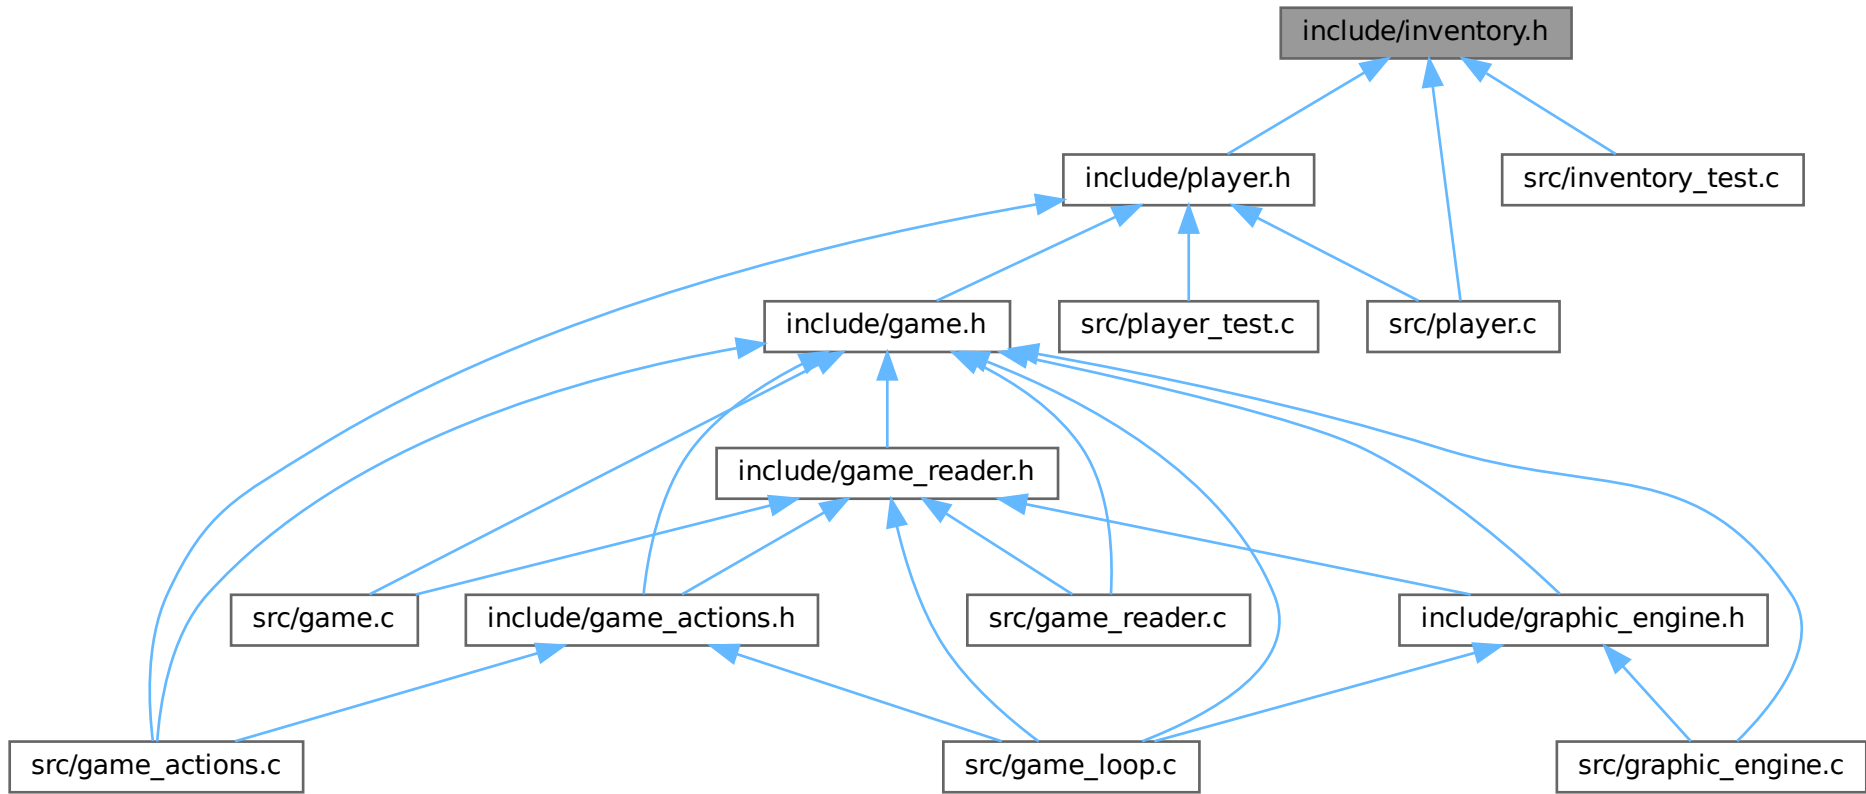 include/inventory.h
include/player.h
src/inventory_test.c
include/game.h
src/player_test.c
src/player.c
include/game_reader.h
src/game.c
include/game_actions.h
src/game_reader.c
include/graphic_engine.h
src/game_actions.c
src/game_loop.c
src/graphic_engine.c